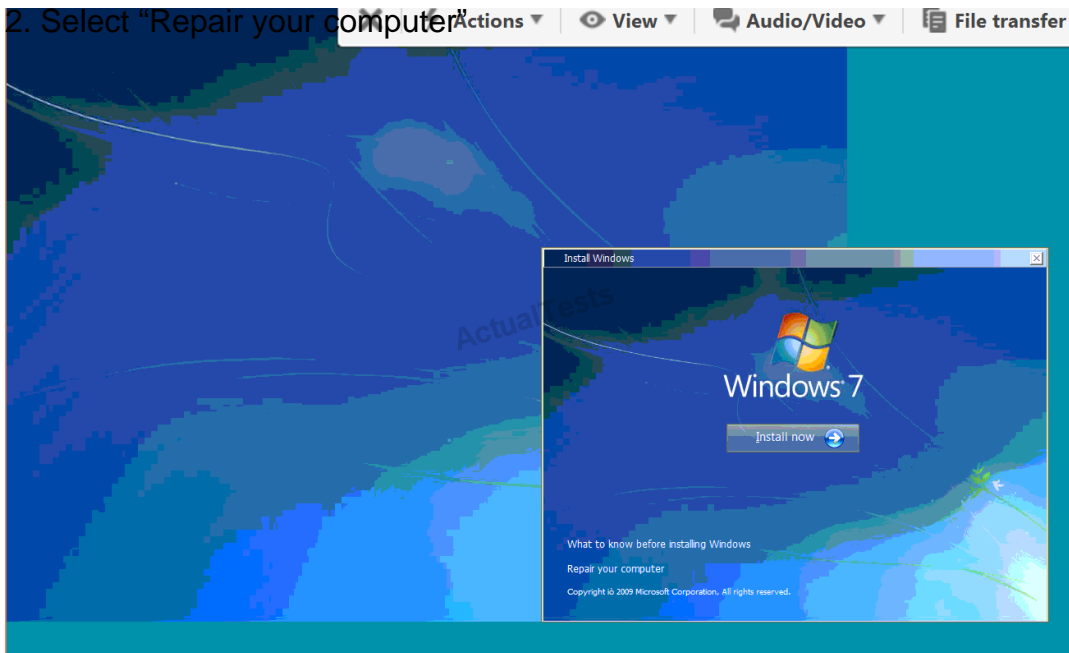 2. Select “Repair your computer”
Actions ▼ View ▼ Audio/Video ▼ File transfer
Install Windows
ActualTests
Windows 7
Install now
What to know before installing Windows
Repair your computer
Copyright iò 2009 Microsoft Corporation, All rights reserved.